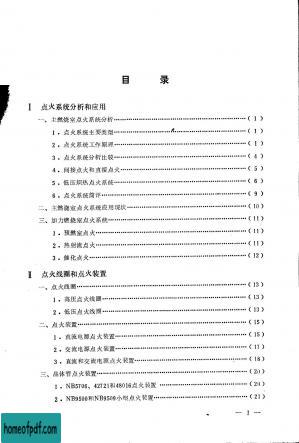 目 录
Ⅰ 点火系统分析和应用
一、主燃烧室点火系统分析……(1)
1，点火系统主要类型……(1)
2，点火系统工作原理……(1)
3，点火系统分析比较……(4)
4，间接点火和直接点火……(6)
5，低压炽热点火系统……(6)
6，点火系统简评……(9)
二、主燃烧室点火系统应用现状……(10)
三、加力燃烧室点火系统……(11)
1，预燃室点火……(11)
2，热射流点火……(11)
3，催化点火……(12)
Ⅱ 点火线圈和点火装置
一、点火线圈……(13)
1，高压点火线圈……(13)
2，低压点火线圈……(13)
二、点火装置……(15)
1，直流电源点火装置……(15)
2，交流电源点火装置……(17)
3，直流和交流电源点火装置……(18)
三、晶体管点火装置……(21)
1，NB5706、42721和48016点火装置……(21)
2，NB9500和NB9509小组点火装置……(21)
— 1 —
homeofpdf.com
homeofpdf.com